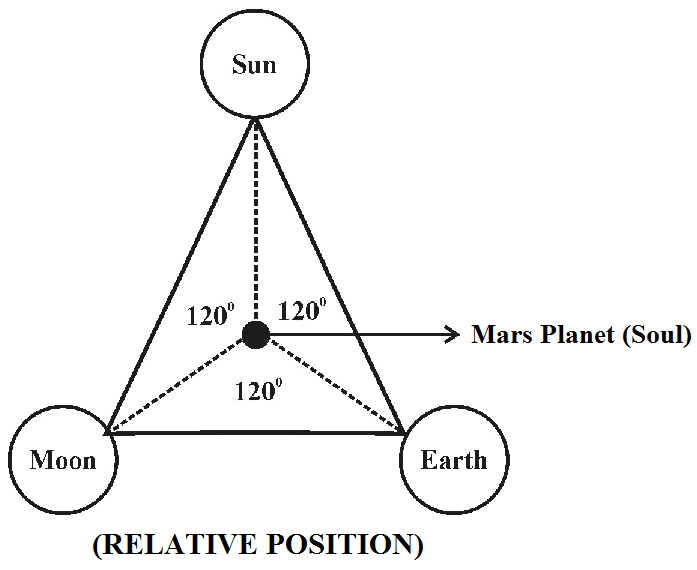 Sun
120⁰ 120⁰
Mars Planet (Soul)
120⁰
Moon
Earth
(RELATIVE POSITION)